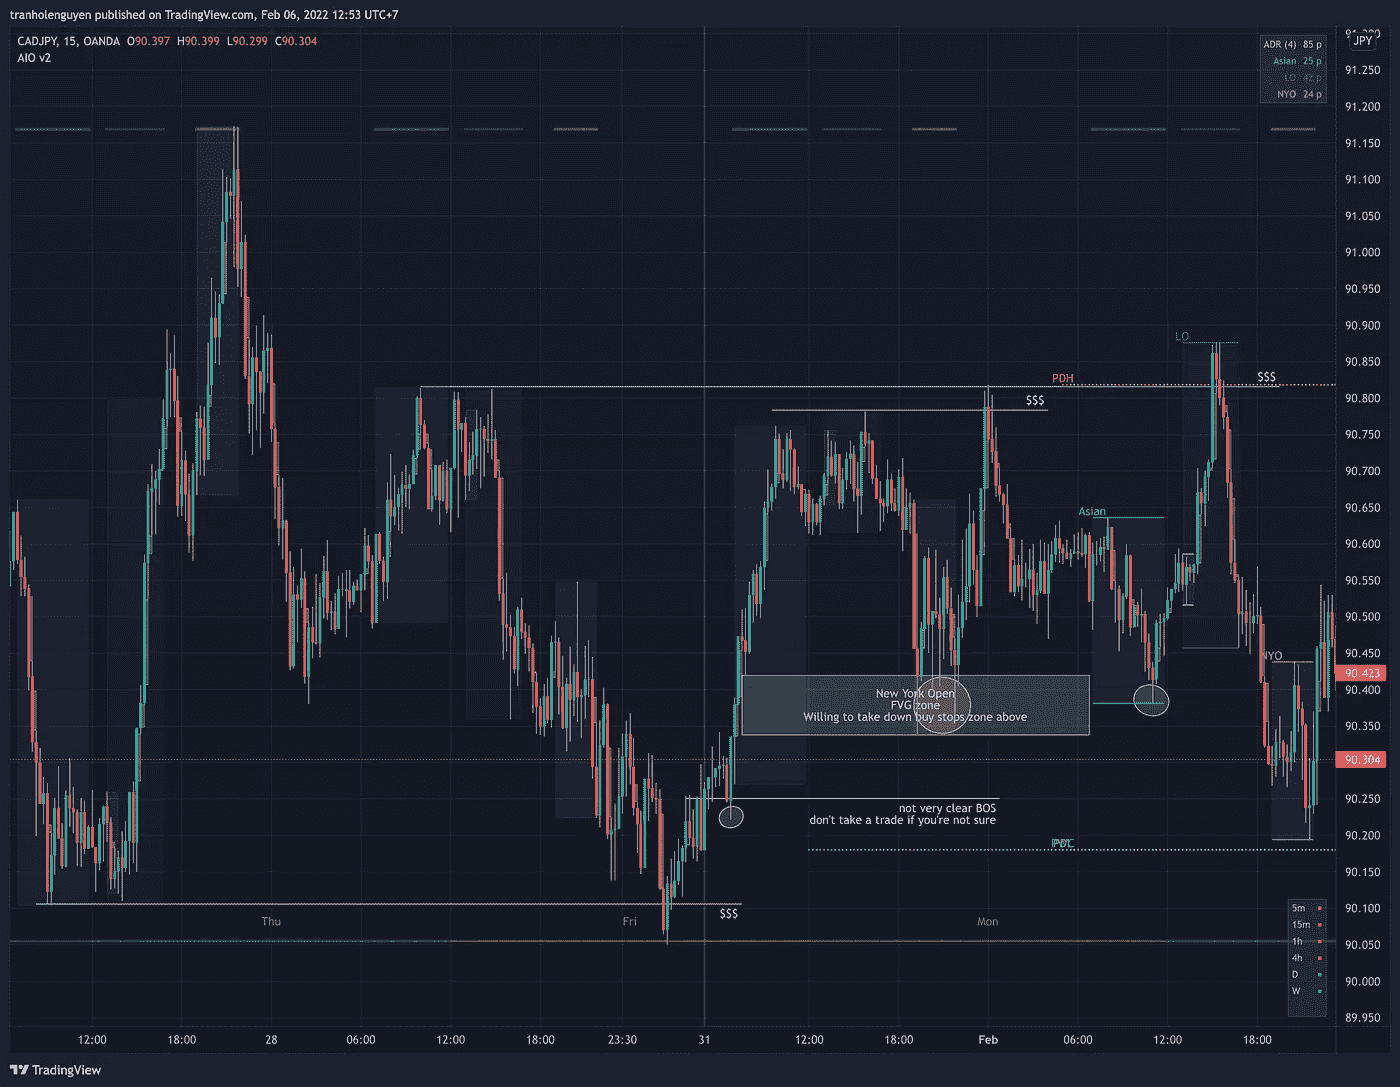 tranholenguyen published on TradingView.com, Feb 06, 2022 12:53 UTC+7
CADJPY, 15, OANDA O90.397 H90.399 L90.299 C90.304
AIO v2
ADR (4) 85 p
Asian 25 p
LO 42 p
NYO 24 p
JPY
91.300
91.250
91.200
91.150
91.100
91.050
91.000
90.950
90.900
90.850
90.800
90.750
90.700
90.650
90.600
90.550
90.500
90.450
90.423
90.400
90.350
90.304
90.250
90.200
90.150
90.100
90.050
90.000
89.950
LO
PDH
$$$
$$$
Asian
NYO
New York Open
FVG zone
Willing to take down buy stops zone above
not very clear BOS
don't take a trade if you're not sure
$$$
Thu
Fri
Mon
5m
15m
1h
4h
D
W
12:00
18:00
28
06:00
12:00
18:00
23:30
31
12:00
18:00
Feb
06:00
12:00
18:00
TradingView